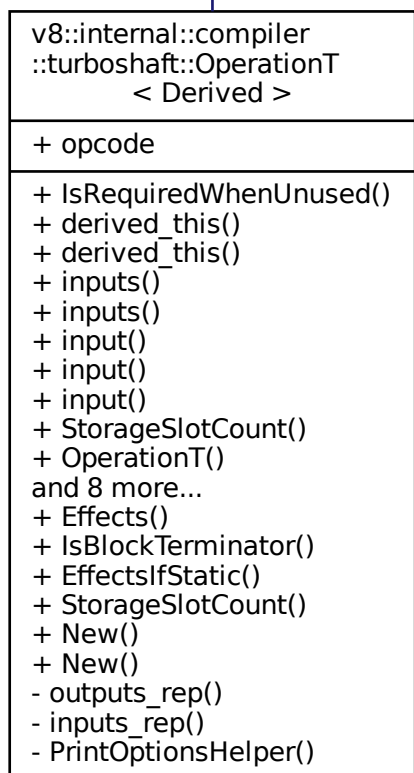 v8::internal::compiler
::turboshaft::OperationT
< Derived >
+ opcode
+ IsRequiredWhenUnused()
+ derived_this()
+ derived_this()
+ inputs()
+ inputs()
+ input()
+ input()
+ input()
+ StorageSlotCount()
+ OperationT()
and 8 more...
+ Effects()
+ IsBlockTerminator()
+ EffectsIfStatic()
+ StorageSlotCount()
+ New()
+ New()
- outputs_rep()
- inputs_rep()
- PrintOptionsHelper()